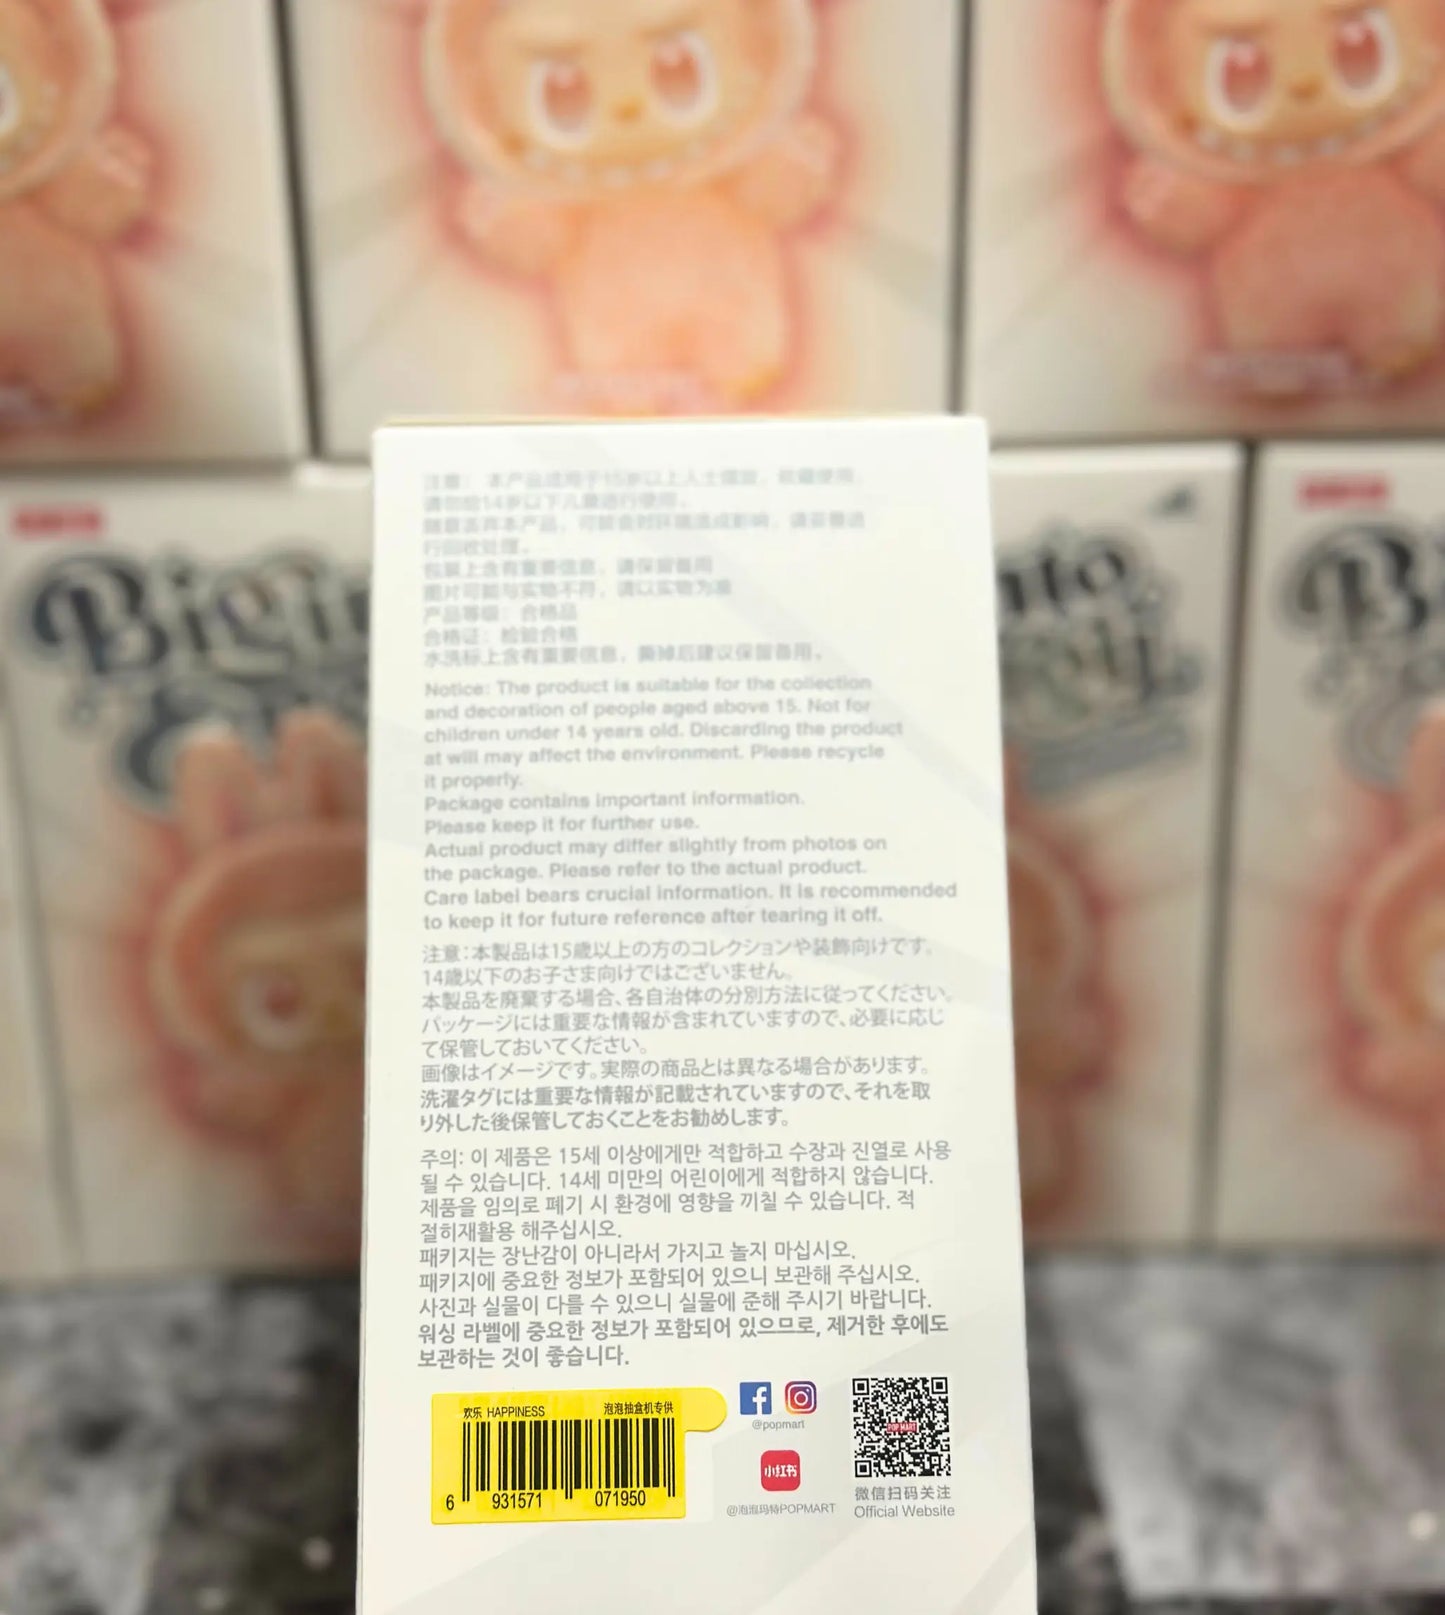 Big into
注意： 本产品适用于15岁以上人士摆放、收藏使用，
请勿给14岁以下儿童进行使用。
随意丢弃本产品，可能会对环境造成影响，请妥善进
行回收处理。
包装上含有重要信息，请保留备用
图片可能与实物不符，请以实物为准
产品等级：合格品
合格证：检验合格
水洗标上含有重要信息，撕掉后建议保留备用。
Notice: The product is suitable for the collection
and decoration of people aged above 15. Not for
children under 14 years old. Discarding the product
at will may affect the environment. Please recycle
it properly.
Package contains important information.
Please keep it for further use.
Actual product may differ slightly from photos on
the package. Please refer to the actual product.
Care label bears crucial information. It is recommended
to keep it for future reference after tearing it off.
注意：本製品は15歳以上の方のコレクションや装飾向けです。
14歳以下のお子さま向けではございません。
本製品を廃棄する場合、各自治体の分別方法に従ってください。
パッケージには重要な情報が含まれていますので、必要に応じ
て保管しておいてください。
画像はイメージです。実際の商品とは異なる場合があります。
洗濯タグには重要な情報が記載されていますので、それを取
り外した後保管しておくことをお勧めします。
주의: 이 제품은 15세 이상에게만 적합하고 수장과 진열로 사용
될 수 있습니다. 14세 미만의 어린이에게 적합하지 않습니다.
제품을 임의로 폐기 시 환경에 영향을 끼칠 수 있습니다. 적
절히재활용 해주십시오.
패키지는 장난감이 아니라서 가지고 놀지 마십시오.
패키지에 중요한 정보가 포함되어 있으니 보관해 주십시오.
사진과 실물이 다를 수 있으니 실물에 준해 주시기 바랍니다.
워싱 라벨에 중요한 정보가 포함되어 있으므로, 제거한 후에도
보관하는 것이 좋습니다.
欢乐 HAPPINESS 泡泡抽盒机专供
6 931571 071950
@popmart
小红书
@泡泡玛特POPMART
POP MART
微信扫码关注
Official Website